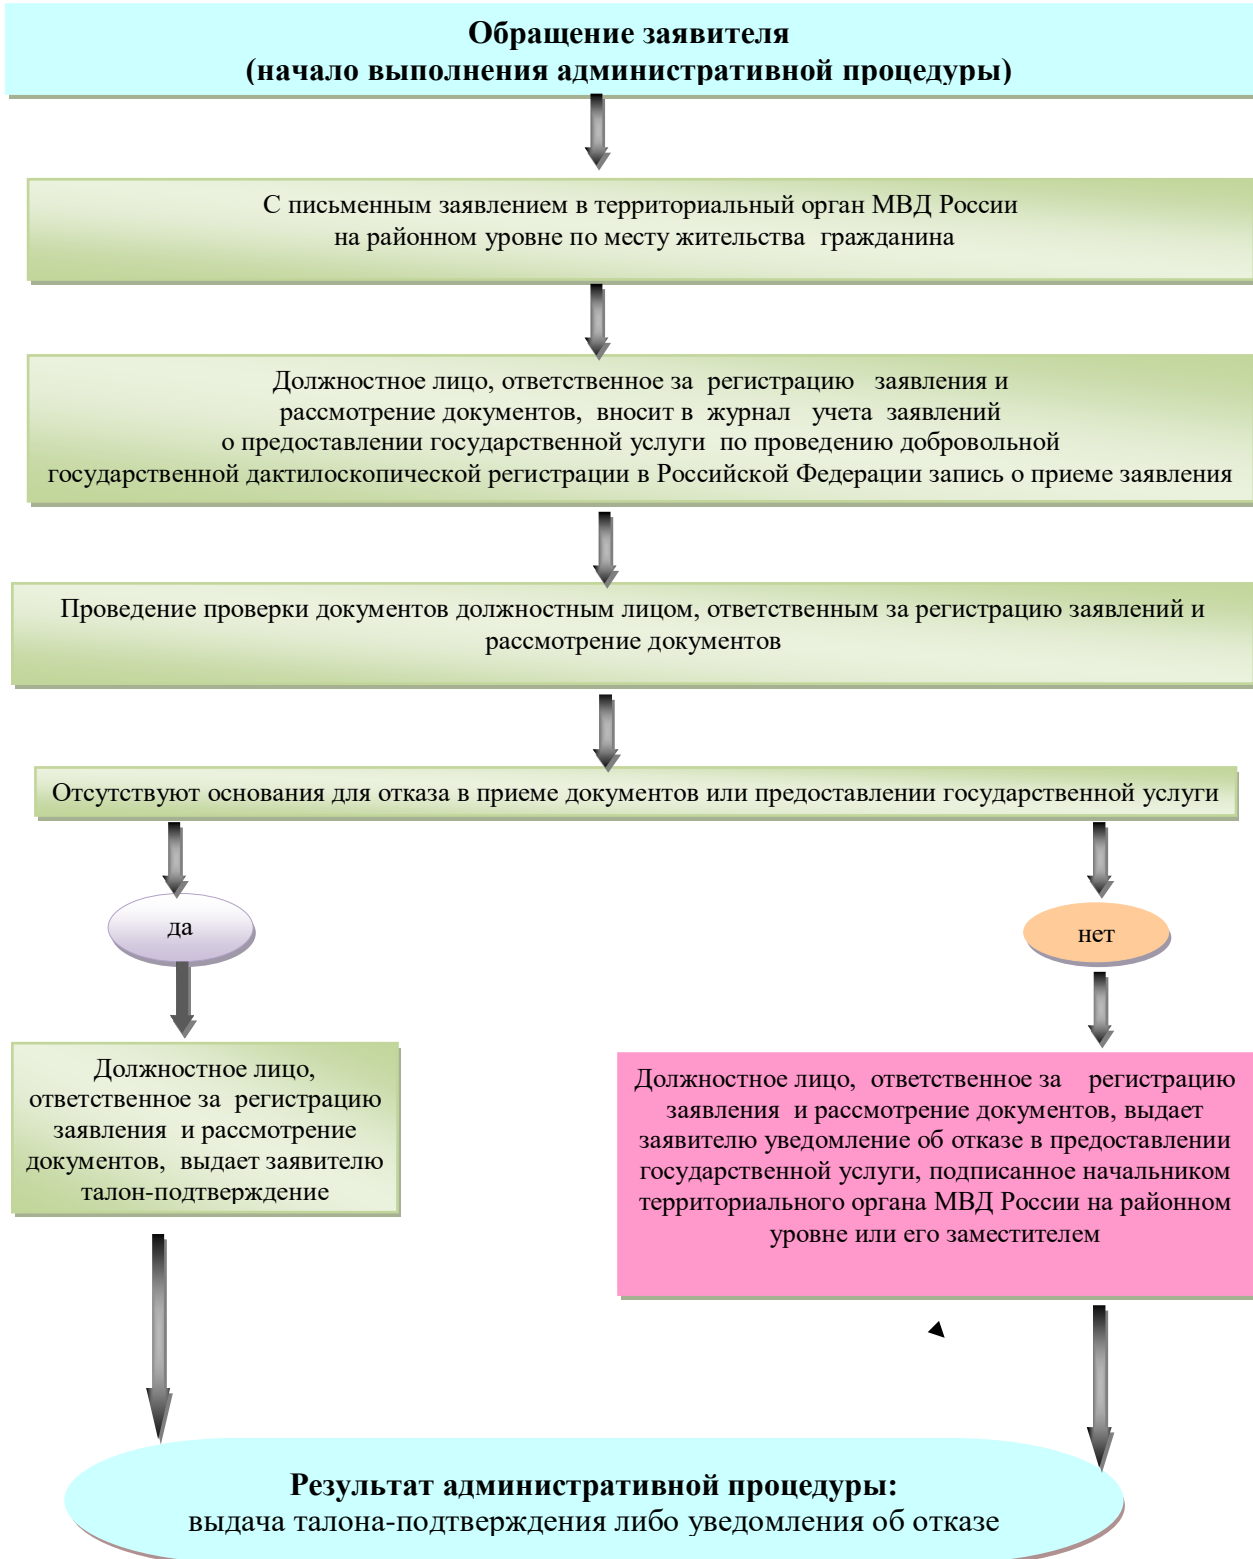 Обращение заявителя
(начало выполнения административной процедуры)
С письменным заявлением в территориальный орган МВД России
на районном уровне по месту жительства гражданина
Должностное лицо, ответственное за регистрацию заявления и
рассмотрение документов, вносит в журнал учета заявлений
о предоставлении государственной услуги по проведению добровольной
государственной дактилоскопической регистрации в Российской Федерации запись о приеме заявления
Проведение проверки документов должностным лицом, ответственным за регистрацию заявлений и
рассмотрение документов
Отсутствуют основания для отказа в приеме документов или предоставлении государственной услуги
да
нет
Должностное лицо,
ответственное за регистрацию
заявления и рассмотрение
документов, выдает заявителю
талон-подтверждение
Должностное лицо, ответственное за регистрацию
заявления и рассмотрение документов, выдает
заявителю уведомление об отказе в предоставлении
государственной услуги, подписанное начальником
территориального органа МВД России на районном
уровне или его заместителем
Результат административной процедуры:
выдача талона-подтверждения либо уведомления об отказе